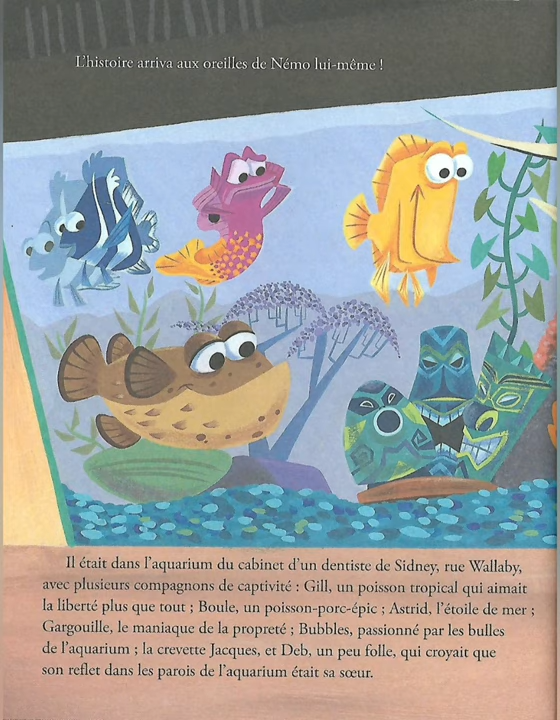 L'histoire arriva aux oreilles de Némo lui-même !
Il était dans l'aquarium du cabinet d'un dentiste de Sidney, rue Wallaby,
avec plusieurs compagnons de captivité : Gill, un poisson tropical qui aimait
la liberté plus que tout ; Boule, un poisson-porc-épic ; Astrid, l'étoile de mer ;
Gargouille, le maniaque de la propreté ; Bubbles, passionné par les bulles
de l'aquarium ; la crevette Jacques, et Deb, un peu folle, qui croyait que
son reflet dans les parois de l'aquarium était sa sœur.